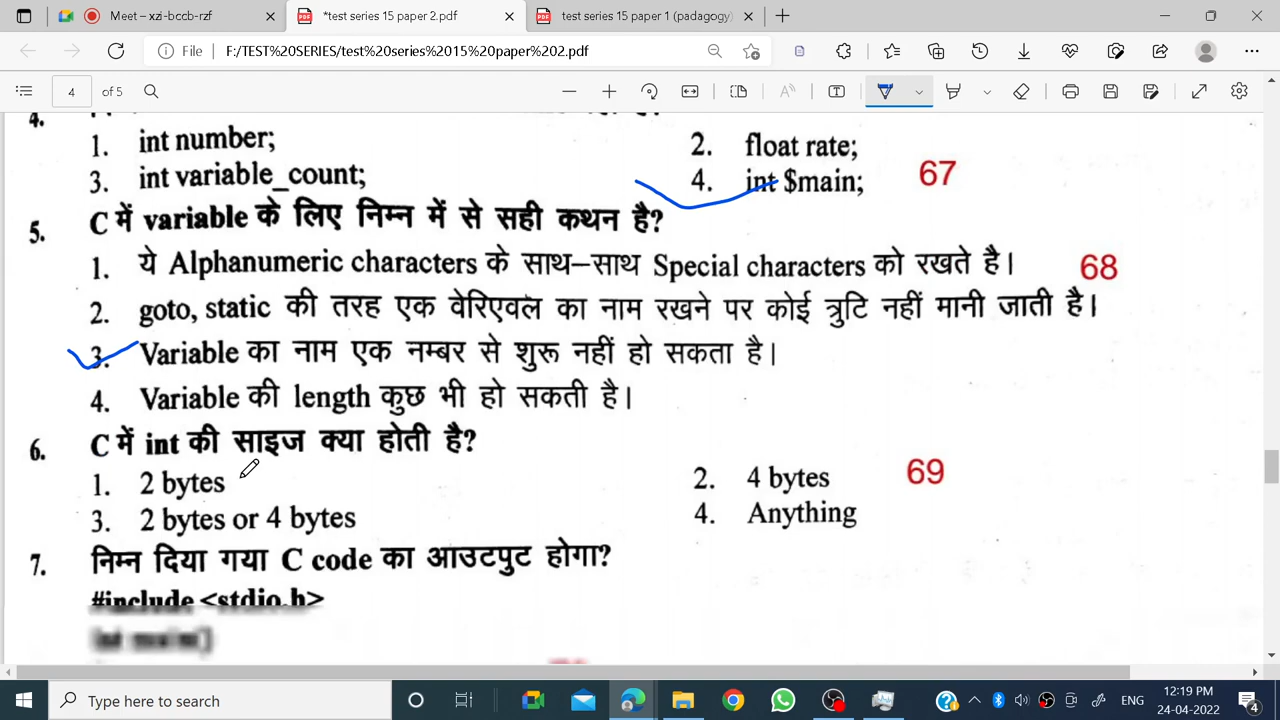 Meet – xzi-bccb-zrf
*test series 15 paper 2.pdf
test series 15 paper 1 (padagogy)
File F:/TEST%20SERIES/test%20series%2015%20paper%202.pdf
4 of 5
4.
1. int number; 2. float rate;
3. int variable_count; 4. int $main; 67
5. C में variable के लिए निम्न में से सही कथन है?
1. ये Alphanumeric characters के साथ–साथ Special characters को रखते है। 68
2. goto, static की तरह एक वेरिएवल का नाम रखने पर कोई त्रुटि नहीं मानी जाती है।
3. Variable का नाम एक नम्बर से शुरू नहीं हो सकता है।
4. Variable की length कुछ भी हो सकती है।
6. C में int की साइज क्या होती है?
1. 2 bytes 2. 4 bytes 69
3. 2 bytes or 4 bytes 4. Anything
7. निम्न दिया गया C code का आउटपुट होगा?
#include <stdio.h>
Type here to search
ENG
12:19 PM
24-04-2022
4